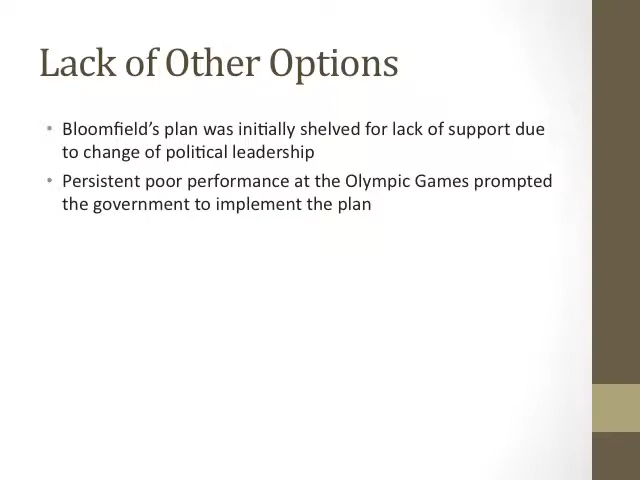 Lack of Other Options
• Bloomfield’s plan was initially shelved for lack of support due
to change of political leadership
• Persistent poor performance at the Olympic Games prompted
the government to implement the plan